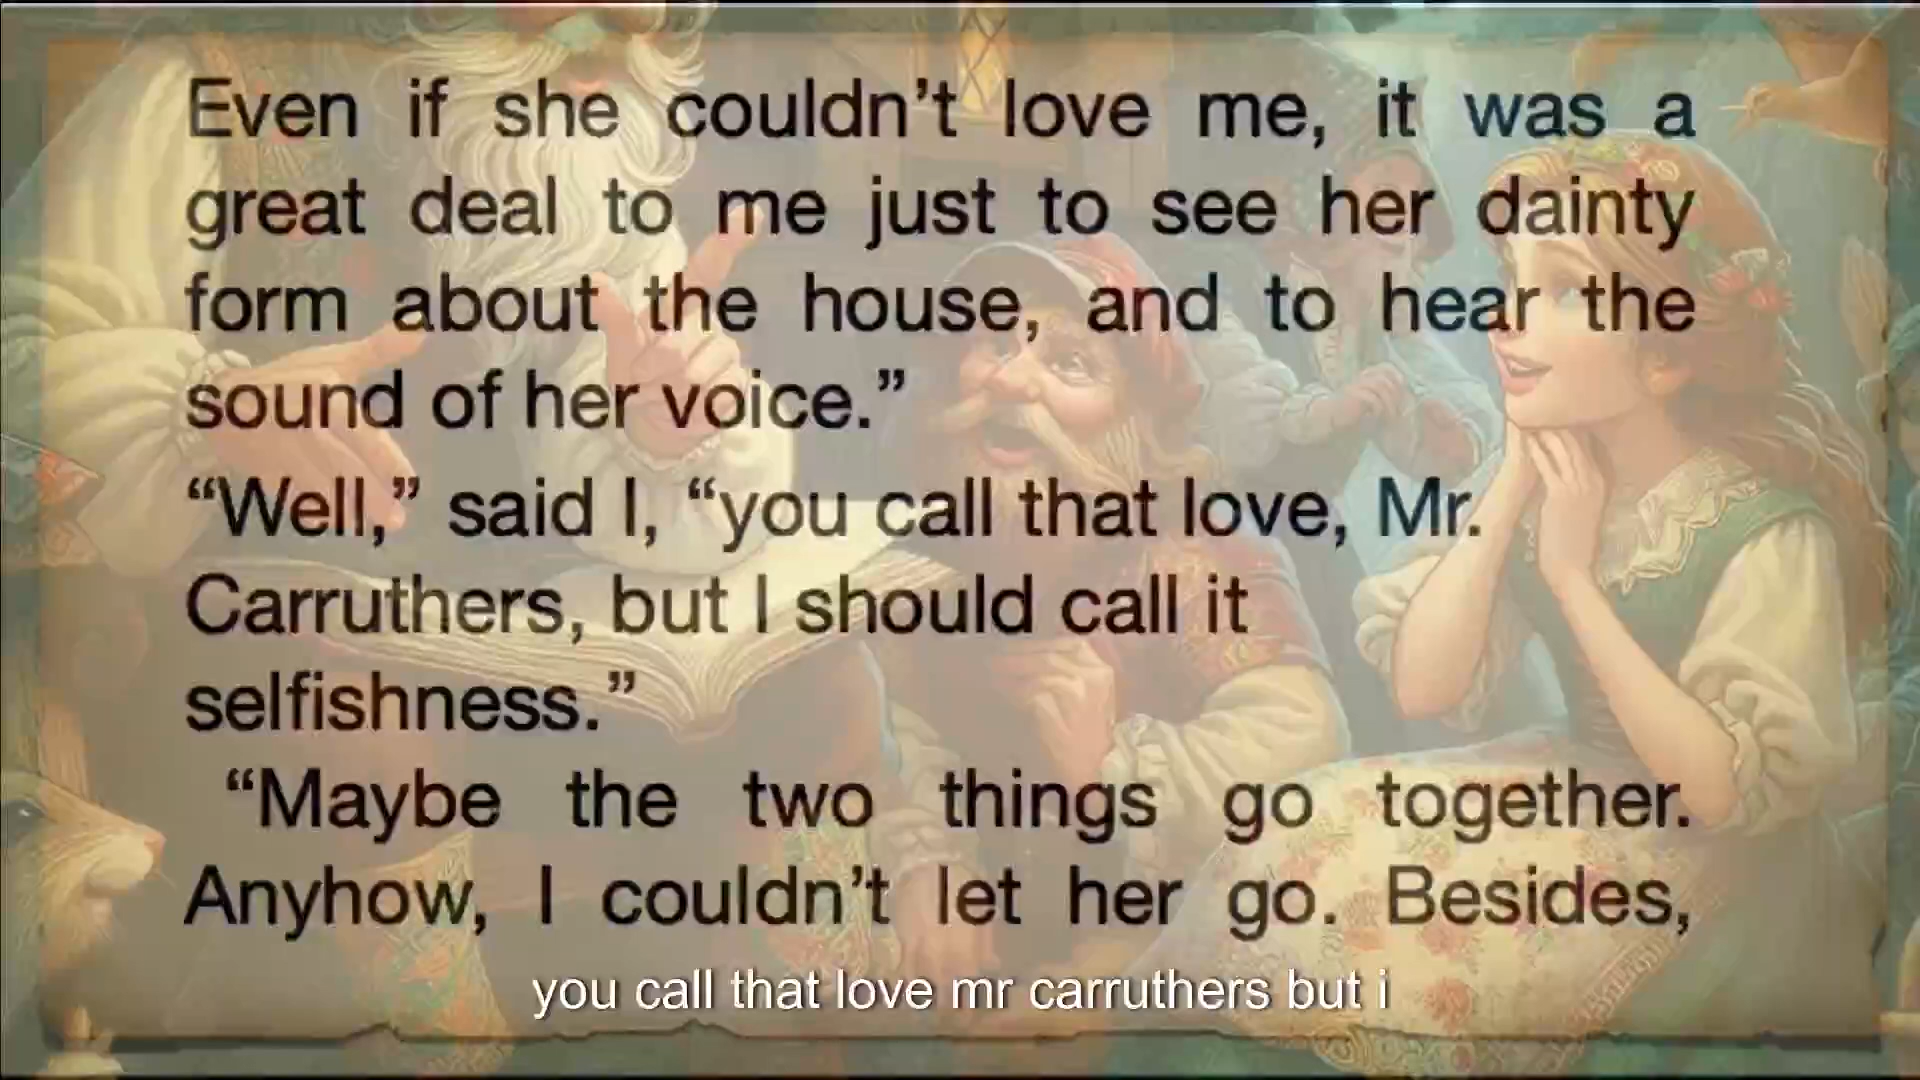 Even if she couldn’t love me, it was a
great deal to me just to see her dainty
form about the house, and to hear the
sound of her voice.”
“Well,” said I, “you call that love, Mr.
Carruthers, but I should call it
selfishness.”
“Maybe the two things go together.
Anyhow, I couldn’t let her go. Besides,
you call that love mr carruthers but i